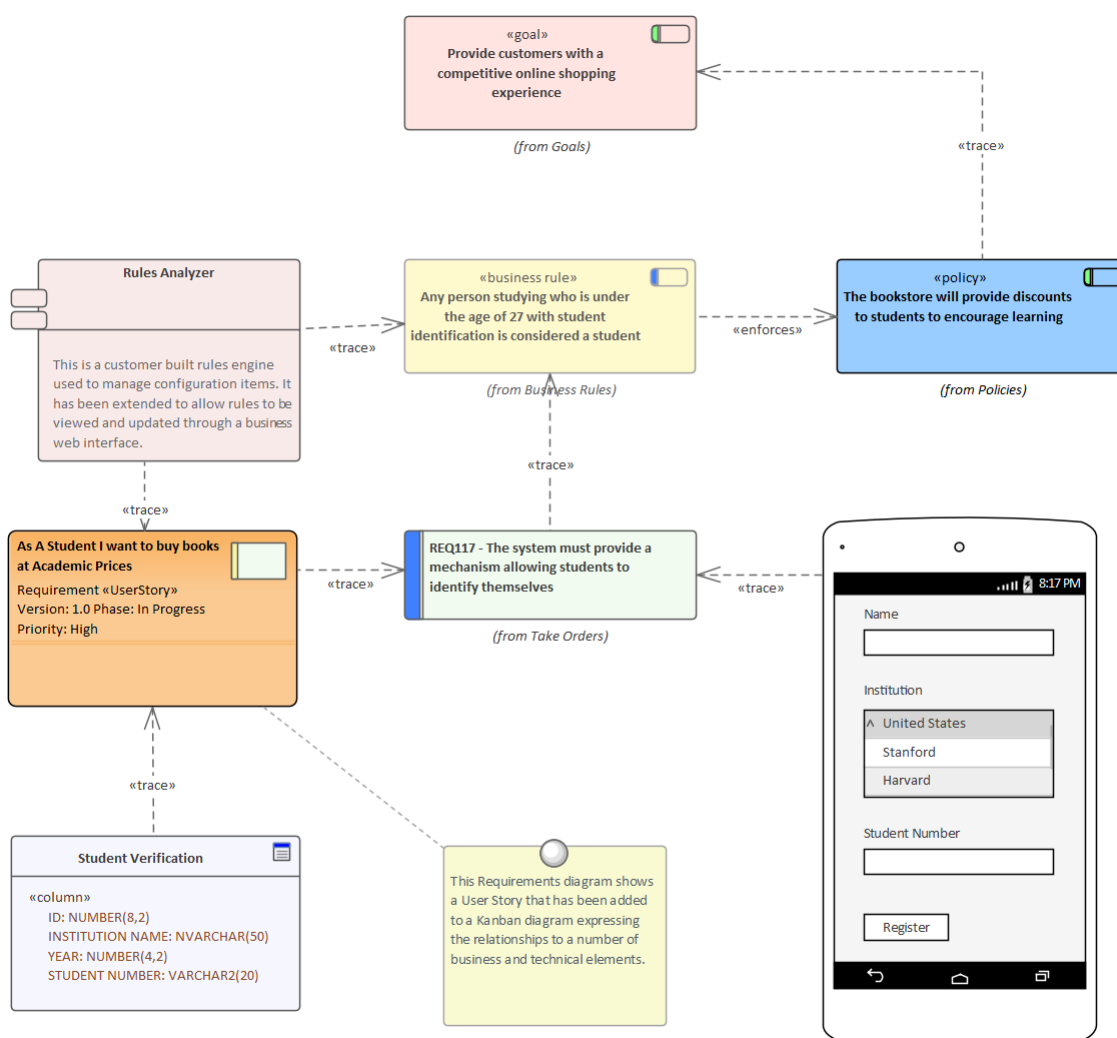 «goal»
Provide customers with a
competitive online shopping
experience
(from Goals)
«trace»
Rules Analyzer
This is a customer built rules engine
used to manage configuration items. It
has been extended to allow rules to be
viewed and updated through a business
web interface.
«trace»
«business rule»
Any person studying who is under
the age of 27 with student
identification is considered a student
(from Business Rules)
«enforces»
«policy»
The bookstore will provide discounts
to students to encourage learning
(from Policies)
«trace»
«trace»
As A Student I want to buy books
at Academic Prices
Requirement «UserStory»
Version: 1.0 Phase: In Progress
Priority: High
«trace»
REQ117 - The system must provide a
mechanism allowing students to
identify themselves
(from Take Orders)
«trace»
8:17 PM
Name
Institution
United States
Stanford
Harvard
Student Number
Register
«trace»
Student Verification
«column»
ID: NUMBER(8,2)
INSTITUTION NAME: NVARCHAR(50)
YEAR: NUMBER(4,2)
STUDENT NUMBER: VARCHAR2(20)
This Requirements diagram shows
a User Story that has been added
to a Kanban diagram expressing
the relationships to a number of
business and technical elements.